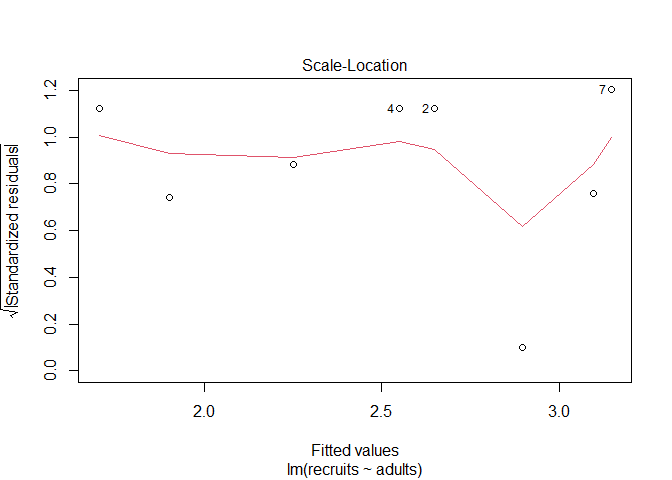 Scale-Location
√|Standardized residuals|
1.2
1.0
0.8
0.6
0.4
0.2
0.0
4
2
7
2.0 2.5 3.0
Fitted values
lm(recruits ~ adults)